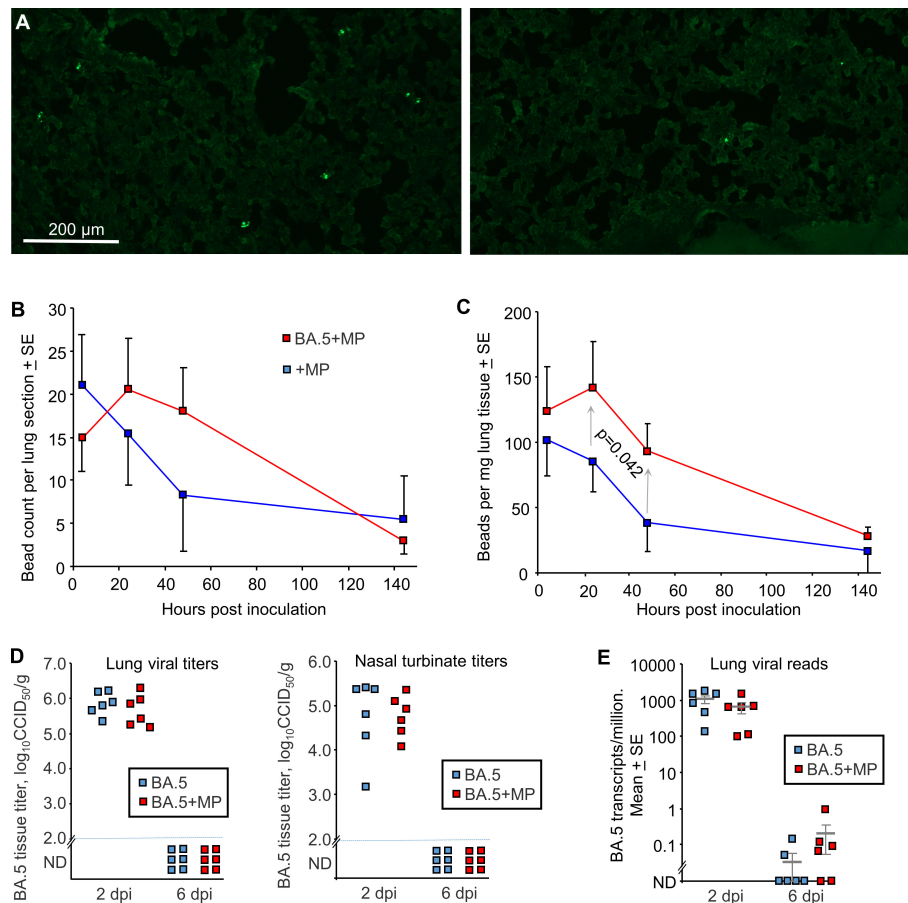 A
200 µm
B
Bead count per lung section ± SE
30
25
20
15
10
5
0
BA.5+MP
+MP
0 20 40 60 80 100 120 140
Hours post inoculation
C
Beads per mg lung tissue ± SE
200
150
100
50
0
p=0.042
0 20 40 60 80 100 120 140
Hours post inoculation
D
Lung viral titers
BA.5 tissue titer, log10CCID50/g
7.0
6.0
5.0
4.0
3.0
2.0
ND
BA.5
BA.5+MP
2 dpi 6 dpi
Nasal turbinate titers
BA.5 tissue titer, log10CCID50/g
6.0
5.0
4.0
3.0
2.0
ND
BA.5
BA.5+MP
2 dpi 6 dpi
E
Lung viral reads
BA.5 transcripts/million.
Mean ± SE
10000
1000
100
10
1
0.1
ND
BA.5
BA.5+MP
2 dpi 6 dpi